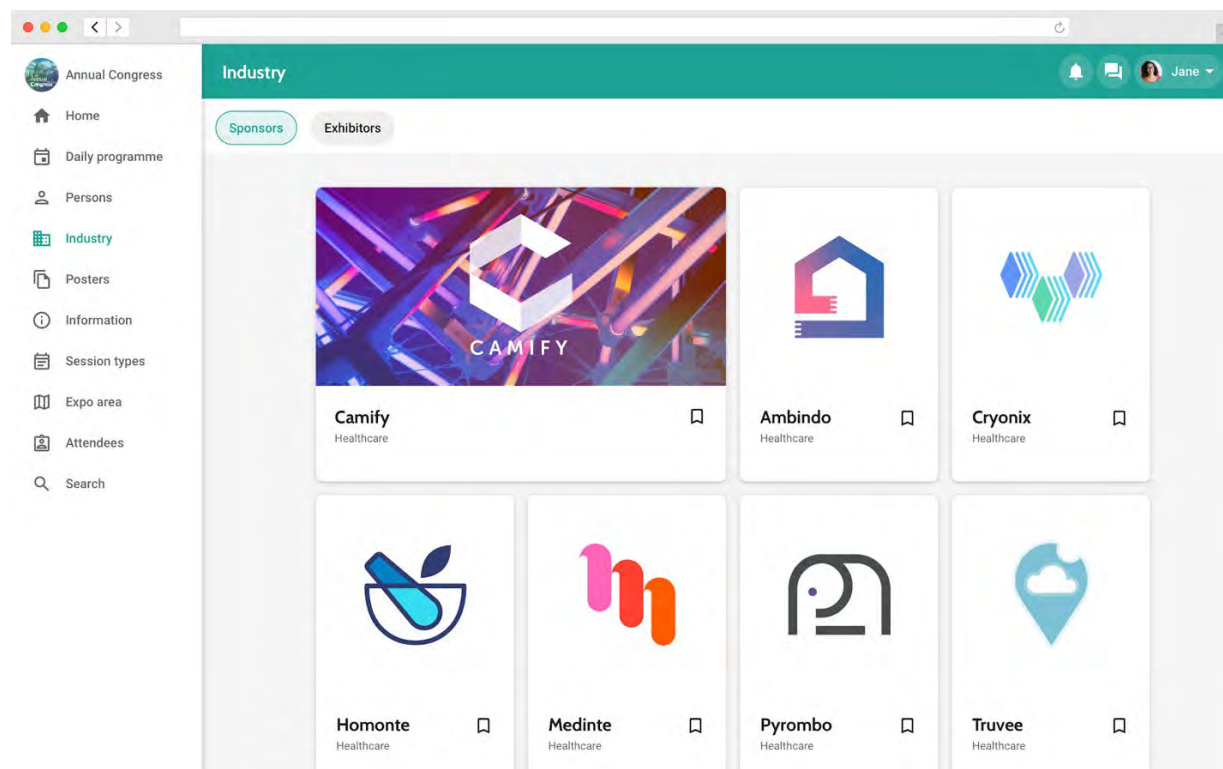 Annual Congress
Home
Daily programme
Persons
Industry
Posters
Information
Session types
Expo area
Attendees
Search
Industry
Jane
Sponsors
Exhibitors
CAMIFY
Camify
Healthcare
Ambindo
Healthcare
Cryonix
Healthcare
Homonte
Healthcare
Medinte
Healthcare
Pyrombo
Healthcare
Truvee
Healthcare